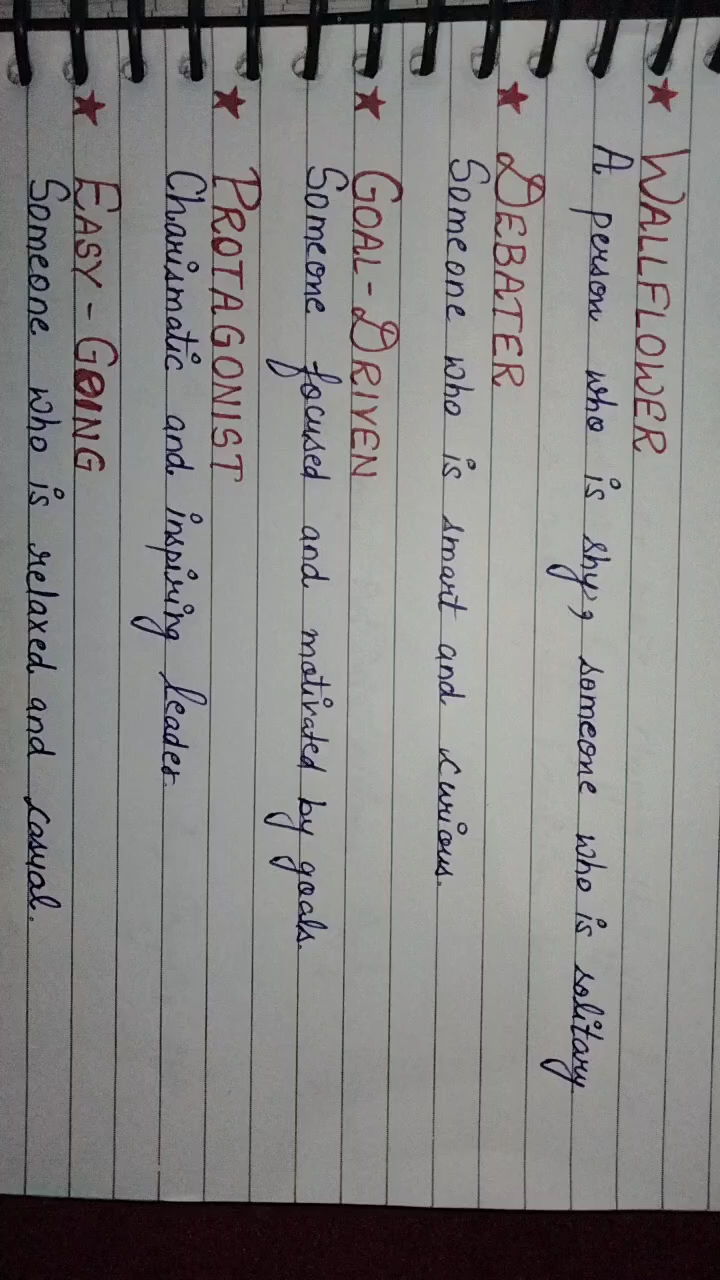 ★ WALLFLOWER
A person who is shy, someone who is solitary
★ DEBATER
Someone who is smart and curious.
★ GOAL-DRIVEN
Someone focused and motivated by goals.
★ PROTAGONIST
Charismatic and inspiring leader.
★ EASY-GOING
Someone who is relaxed and casual.